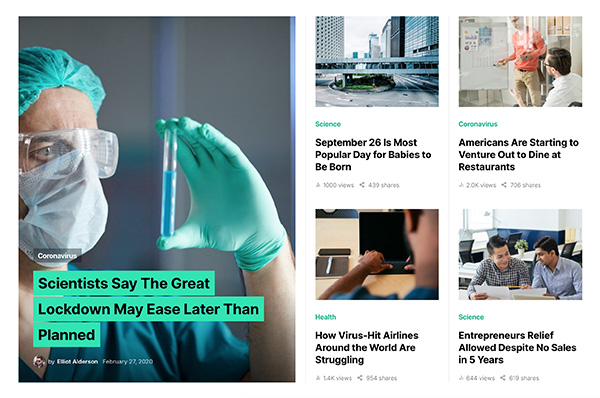 Coronavirus
Scientists Say The Great
Lockdown May Ease Later Than
Planned
by Elliot Alderson February 27, 2020
Science
September 26 Is Most
Popular Day for Babies to
Be Born
1000 views 439 shares
Coronavirus
Americans Are Starting to
Venture Out to Dine at
Restaurants
2.0K views 706 shares
Health
How Virus-Hit Airlines
Around the World Are
Struggling
1.4K views 954 shares
Science
Entrepreneurs Relief
Allowed Despite No Sales
in 5 Years
644 views 619 shares